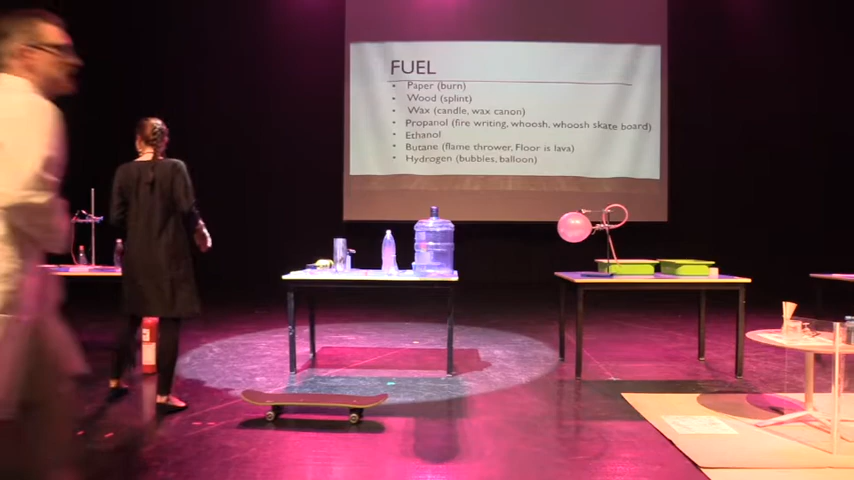 FUEL
• Paper (burn)
• Wood (splint)
• Wax (candle, wax canon)
• Propanol (fire writing, whoosh, whoosh skate board)
• Ethanol
• Butane (flame thrower, Floor is lava)
• Hydrogen (bubbles, balloon)